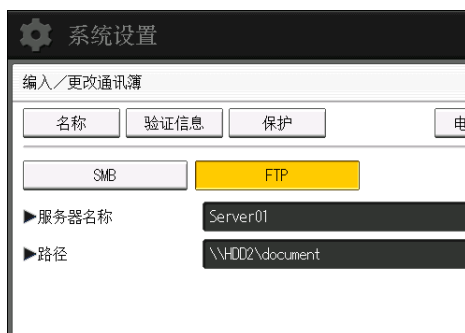 系统设置
编入／更改通讯簿
名称 验证信息 保护 电
SMB FTP
▶服务器名称 Server01
▶路径 \\HDD2\document